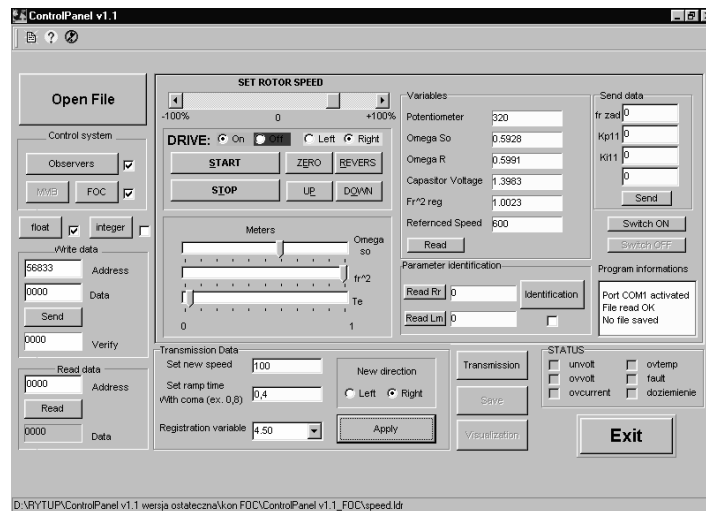 ControlPanel v1.1
Open File
Control system
Observers
MMB FOC
float integer
Write data
56833 Address
0000 Data
Send
0000 Verify
Read data
0000 Address
Read
0000 Data
SET ROTOR SPEED
-100% 0 +100%
DRIVE: On Off Left Right
START ZERO REVERS
STOP UP DOWN
Meters
Omega so
fr^2
Te
0 1
Variables
Potentiometer 320
Omega So 0.5928
Omega R 0.5991
Capasitor Voltage 1.3983
Fr^2 reg 1.0023
Refernced Speed 600
Read
Parameter identification
Read Rr 0
Identification
Read Lm 0
Send data
fr zad 0
Kp11 0
Ki11 0
0
Send
Switch ON
Switch OFF
Program informations
Port COM1 activated
File read OK
No file saved
Transmission Data
Set new speed 100
Set ramp time
With coma (ex. 0,8) 0,4
Registration variable 4.50
New direction
Left Right
Apply
Transmission
Save
Visualization
STATUS
unvolt ovtemp
ovvolt fault
ovcurrent doziemienie
Exit
D:\RYTUP\ControlPanel v1.1 wersja ostateczna\kon FOC\ControlPanel v1.1_FOC\speed.ldr